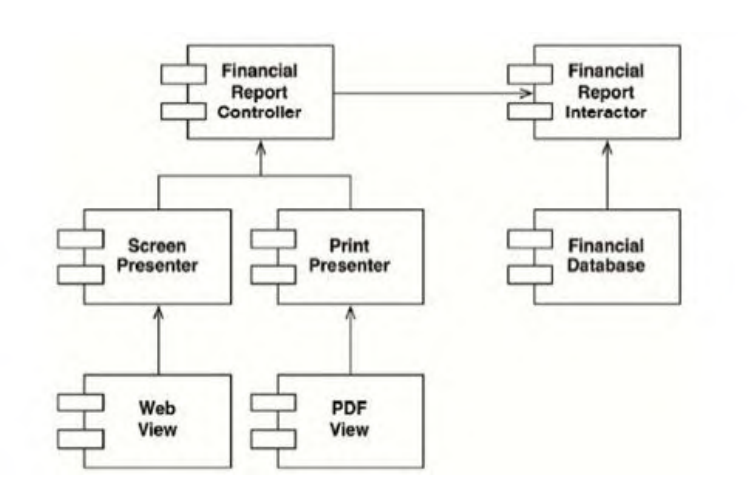 Financial
Report
Controller
Financial
Report
Interactor
Screen
Presenter
Print
Presenter
Financial
Database
Web
View
PDF
View